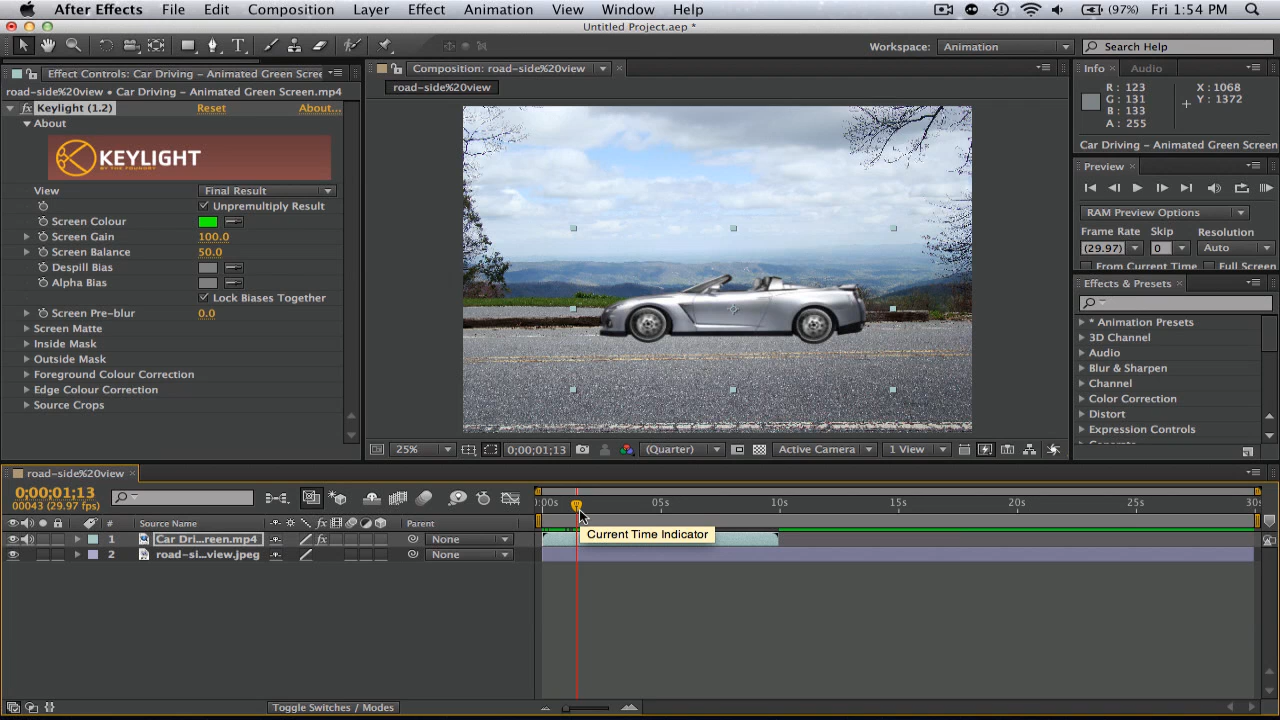 After Effects File Edit Composition Layer Effect Animation View Window Help (97%) Fri 1:54 PM
Untitled Project.aep *
Workspace: Animation Search Help
Effect Controls: Car Driving – Animated Green Scree
Composition: road-side%20view
Info Audio
road-side%20view • Car Driving – Animated Green Screen.mp4
road-side%20view
R: 123
G: 131
B: 133
A: 255
X: 1068
Y: 1372
Car Driving – Animated Green Screen
fx Keylight (1.2) Reset About...
About
KEYLIGHT
BY THE FOUNDRY
View Final Result
Unpremultiply Result
Screen Colour
Screen Gain 100.0
Screen Balance 50.0
Despill Bias
Alpha Bias
Lock Biases Together
Screen Pre-blur 0.0
Screen Matte
Inside Mask
Outside Mask
Foreground Colour Correction
Edge Colour Correction
Source Crops
Preview
RAM Preview Options
Frame Rate Skip Resolution
(29.97) 0 Auto
From Current Time Full Screen
Effects & Presets
* Animation Presets
3D Channel
Audio
Blur & Sharpen
Channel
Color Correction
Distort
Expression Controls
25% 0;00;01;13 (Quarter) Active Camera 1 View
road-side%20view
0;00;01;13
00043 (29.97 fps)
:00s 05s 10s 15s 20s 25s 30s
# Source Name fx Parent
1 Car Dri...reen.mp4 fx None
2 road-si...view.jpeg None
Current Time Indicator
Toggle Switches / Modes